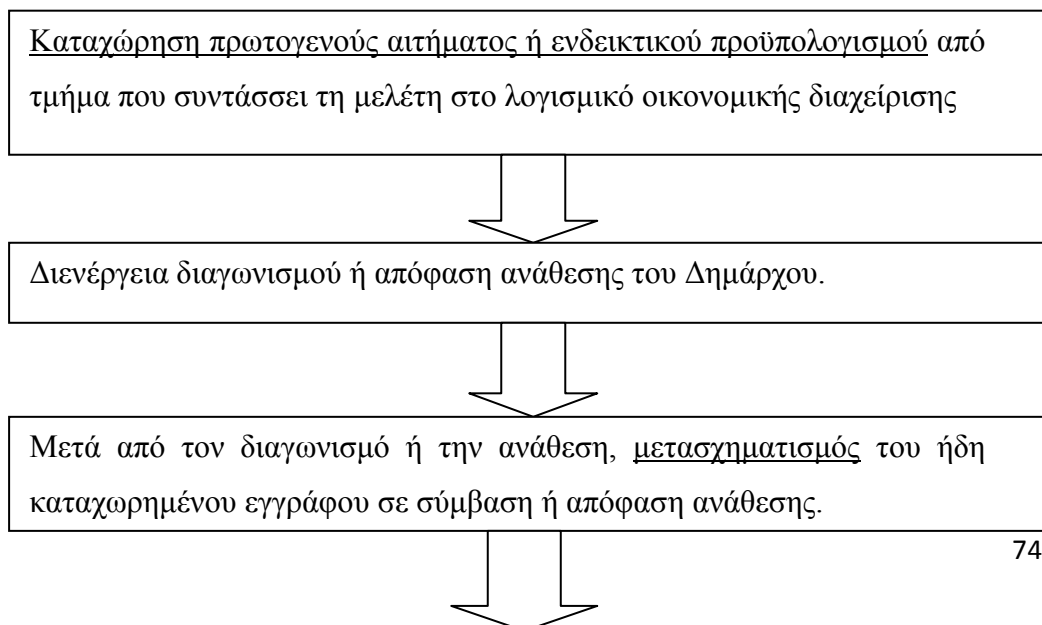 Καταχώρηση πρωτογενούς αιτήματος ή ενδεικτικού προϋπολογισμού από
τμήμα που συντάσσει τη μελέτη στο λογισμικό οικονομικής διαχείρισης
Διενέργεια διαγωνισμού ή απόφαση ανάθεσης του Δημάρχου.
Μετά από τον διαγωνισμό ή την ανάθεση, μετασχηματισμός του ήδη
καταχωρημένου εγγράφου σε σύμβαση ή απόφαση ανάθεσης.
74